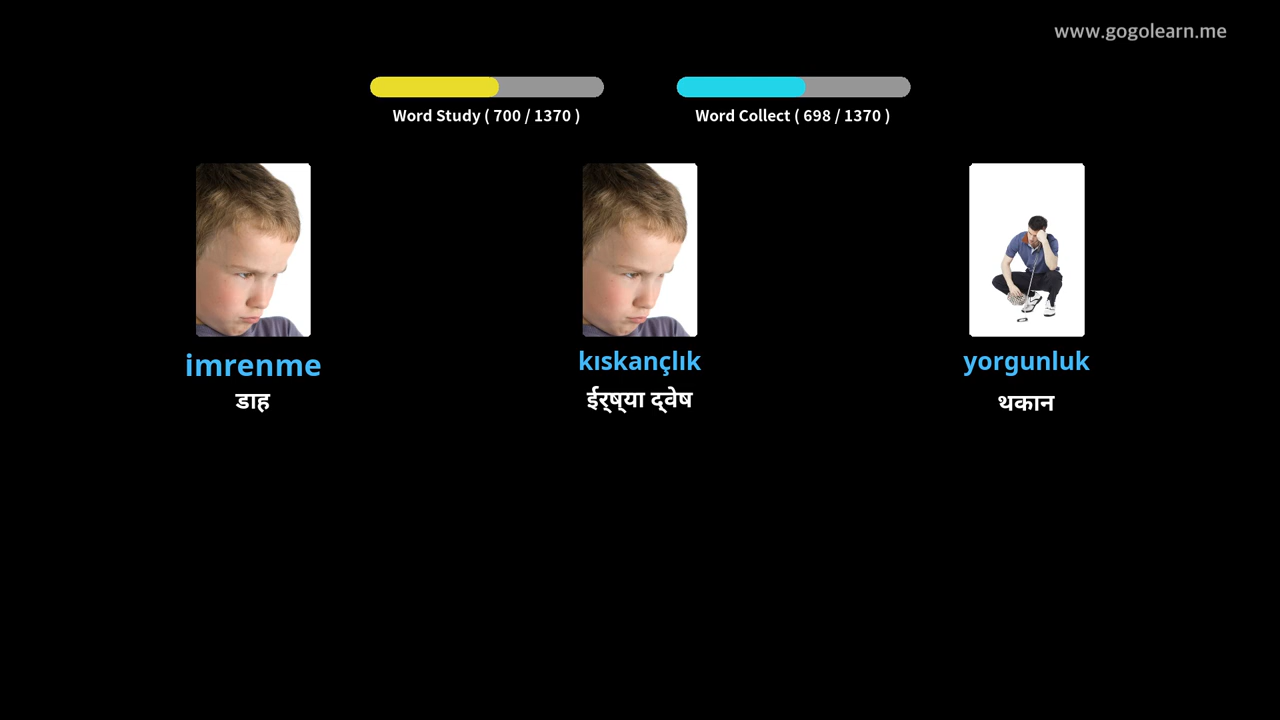 www.gogolearn.me
Word Study ( 700 / 1370 )
Word Collect ( 698 / 1370 )
imrenme
डाह
kıskançlık
ईर्ष्या द्वेष
yorgunluk
थकान